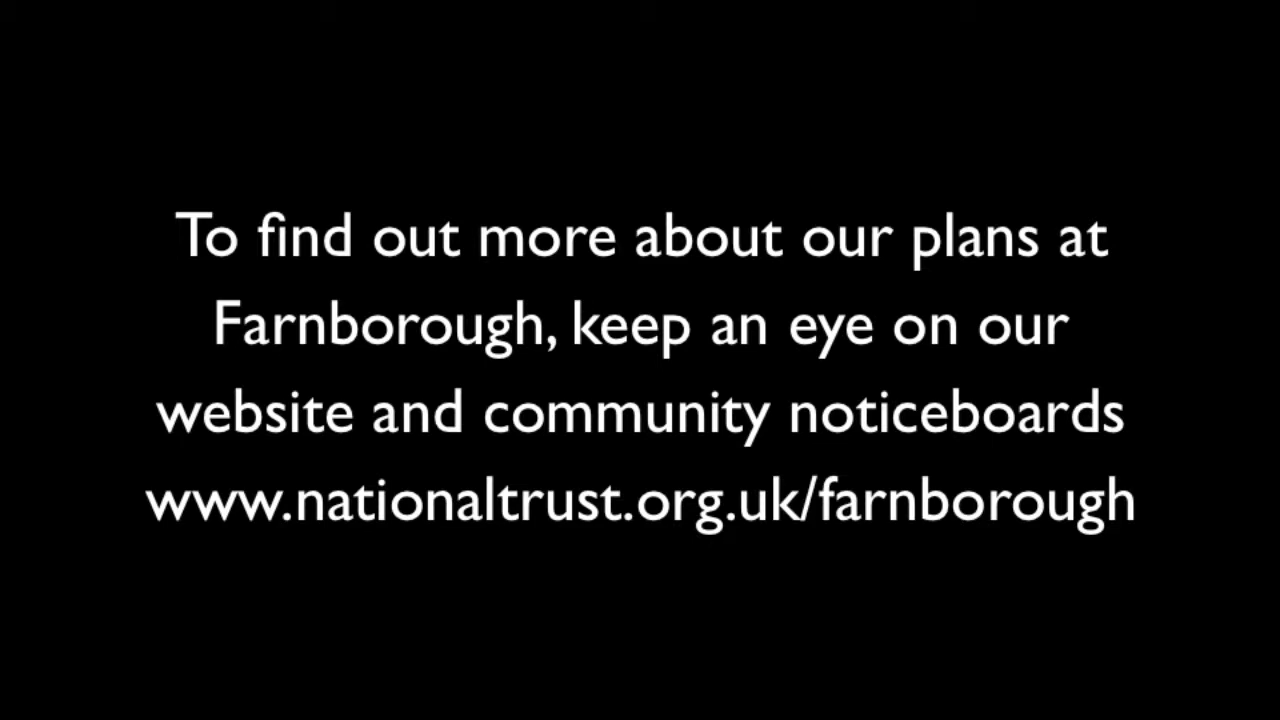 To find out more about our plans at
Farnborough, keep an eye on our
website and community noticeboards
www.nationaltrust.org.uk/farnborough